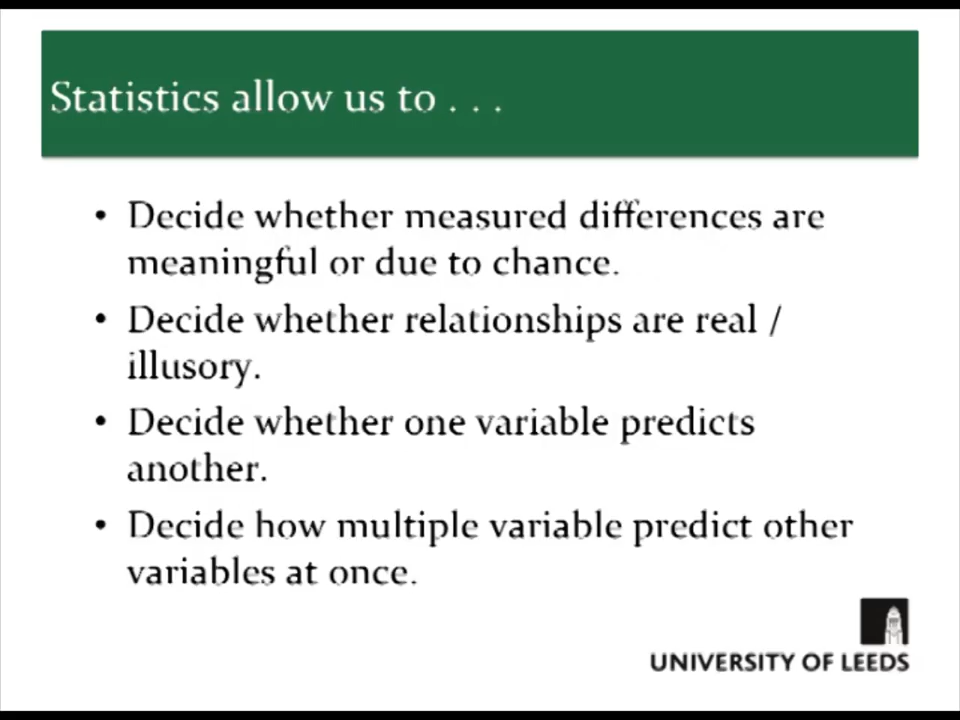 Statistics allow us to . . .
• Decide whether measured differences are
meaningful or due to chance.
• Decide whether relationships are real /
illusory.
• Decide whether one variable predicts
another.
• Decide how multiple variable predict other
variables at once.
UNIVERSITY OF LEEDS